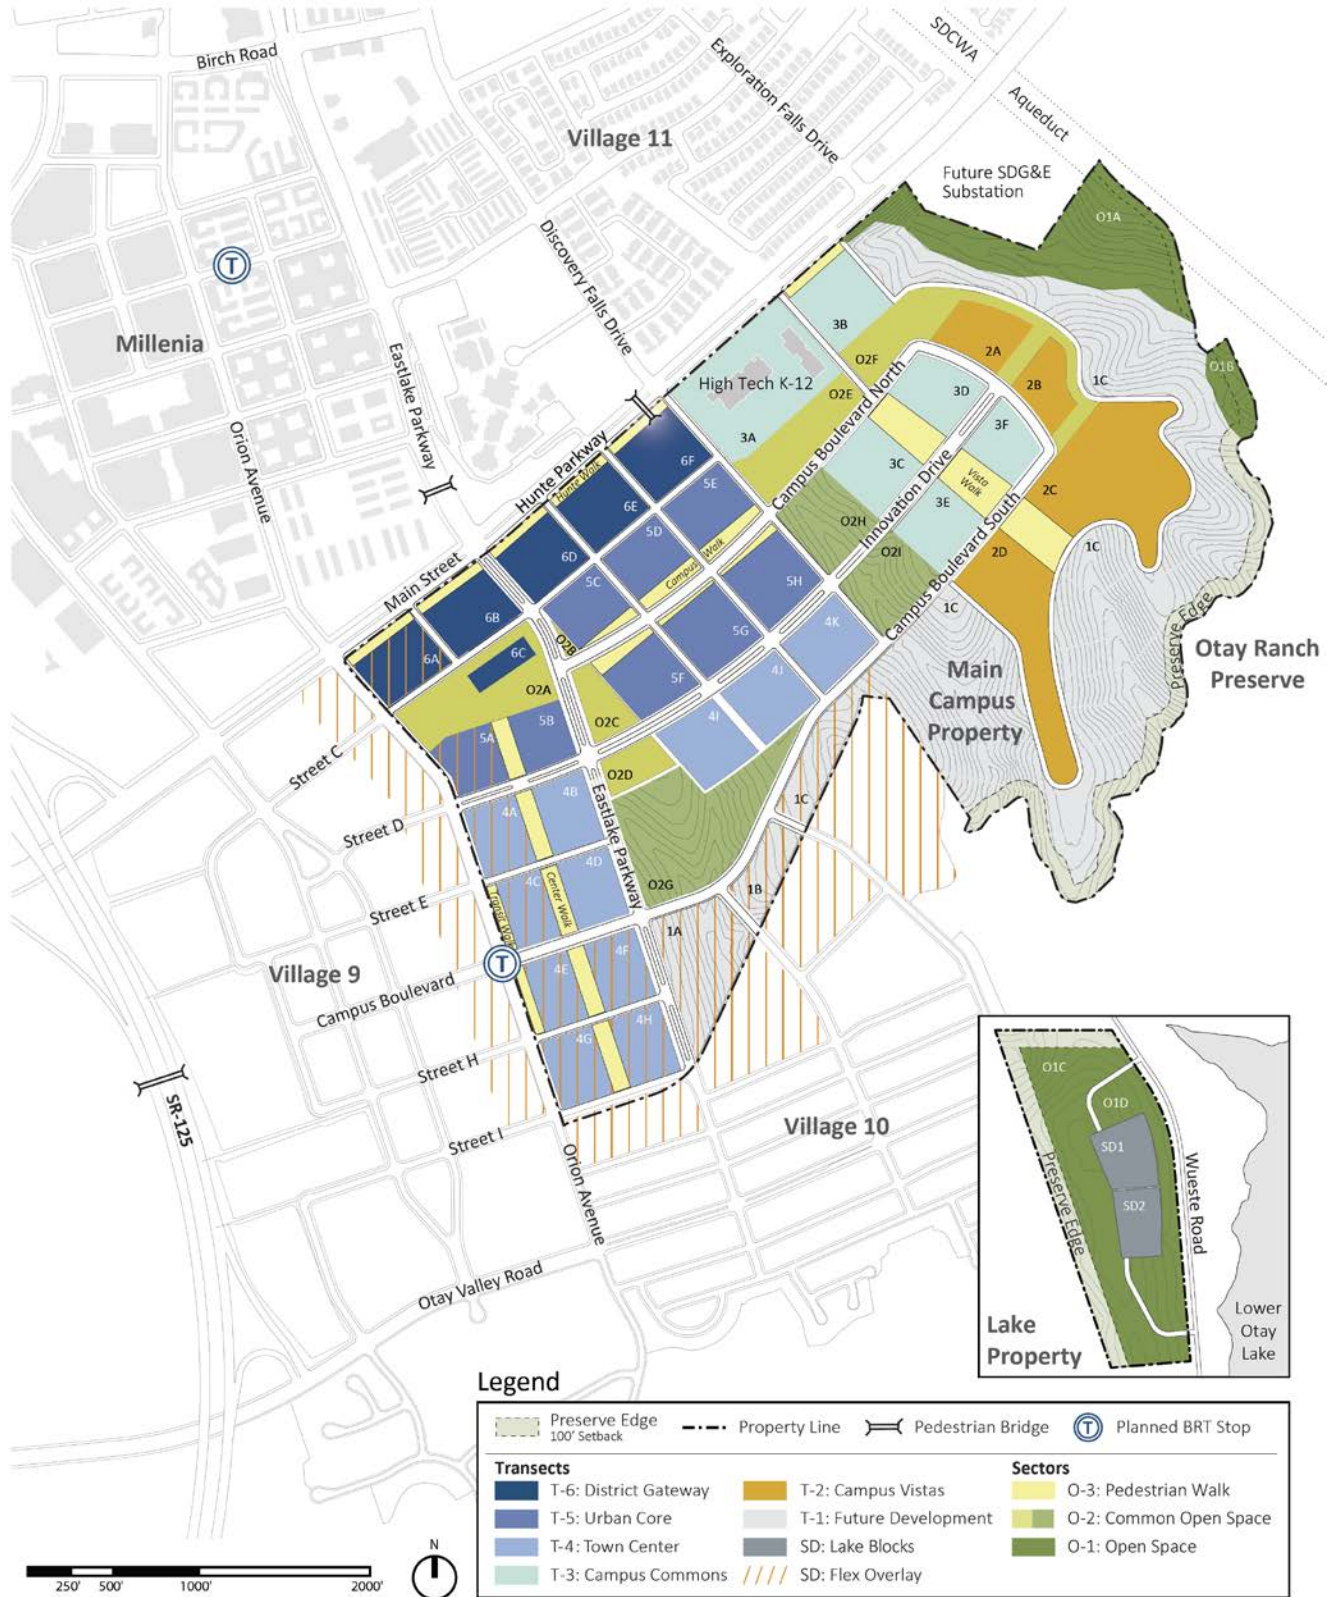 Birch Road
SDCWA
Aqueduct
Exploration Falls Drive
Village 11
Future SDG&E
Substation
O1A
Discovery Falls Drive
T
Millenia
Eastlake Parkway
Orion Avenue
3B
O2F
2A
2B
1C
O1B
High Tech K-12
O2E
3D
3F
3A
Campus Boulevard North
3C
Innovation Drive
Vista
Walk
2C
3E
Hunte Parkway
Hunte Walk
6F
5E
6E
5D
O2H
O2I
Campus Boulevard South
2D
1C
1C
Main Street
6D
5C
Campus Walk
5H
6B
O2B
5G
4K
6A
6C
O2A
5F
4J
Main
Campus
Property
Preserve Edge
Otay Ranch
Preserve
5B
5A
O2C
4I
O2D
Street C
4B
4A
Eastlake Parkway
1C
Street D
4D
4C
Center Walk
Transit Walk
O2G
1B
Street E
1A
4F
4E
T
Village 9
Campus Boulevard
4H
4G
Street H
SR-125
Street I
Village 10
Orion Avenue
Otay Valley Road
O1C
O1D
SD1
SD2
Preserve Edge
Wueste Road
Lake
Property
Lower
Otay
Lake
Legend
Preserve Edge
100' Setback
Property Line
Pedestrian Bridge
T
Planned BRT Stop
Transects
Sectors
T-6: District Gateway
T-2: Campus Vistas
O-3: Pedestrian Walk
T-5: Urban Core
T-1: Future Development
O-2: Common Open Space
T-4: Town Center
SD: Lake Blocks
O-1: Open Space
T-3: Campus Commons
SD: Flex Overlay
N
250'
500'
1000'
2000'